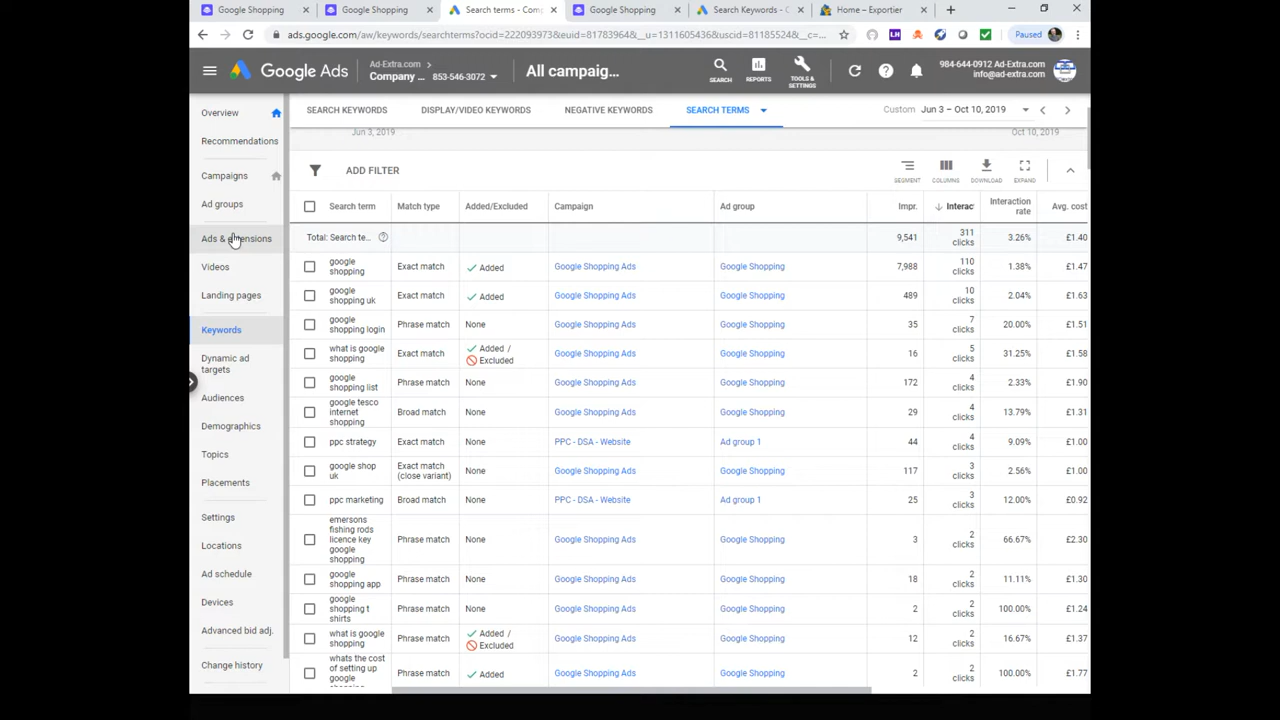 Google Shopping
Google Shopping
Search terms - Com
Google Shopping
Search Keywords - C
Home – Exportier
ads.google.com/aw/keywords/searchterms?ocid=222093973&euid=81783964&__u=1311605436&uscid=81185524&__c=...
Paused
Google Ads
Ad-Extra.com
Company ... 853-546-3072
All campaig...
SEARCH
REPORTS
TOOLS &
SETTINGS
984-644-0912 Ad-Extra.com
info@ad-extra.com
Overview
Recommendations
Campaigns
Ad groups
Ads & extensions
Videos
Landing pages
Keywords
Dynamic ad
targets
Audiences
Demographics
Topics
Placements
Settings
Locations
Ad schedule
Devices
Advanced bid adj.
Change history
SEARCH KEYWORDS DISPLAY/VIDEO KEYWORDS NEGATIVE KEYWORDS SEARCH TERMS
Custom Jun 3 – Oct 10, 2019
Jun 3, 2019 Oct 10, 2019
ADD FILTER
SEGMENT COLUMNS DOWNLOAD EXPAND
Search term Match type Added/Excluded Campaign Ad group Impr. Interac Interaction rate Avg. cost
Total: Search te... 9,541 311 clicks 3.26% £1.40
google shopping Exact match Added Google Shopping Ads Google Shopping 7,988 110 clicks 1.38% £1.47
google shopping uk Exact match Added Google Shopping Ads Google Shopping 489 10 clicks 2.04% £1.63
google shopping login Phrase match None Google Shopping Ads Google Shopping 35 7 clicks 20.00% £1.51
what is google shopping Exact match Added / Excluded Google Shopping Ads Google Shopping 16 5 clicks 31.25% £1.58
google shopping list Phrase match None Google Shopping Ads Google Shopping 172 4 clicks 2.33% £1.90
google tesco internet shopping Broad match None Google Shopping Ads Google Shopping 29 4 clicks 13.79% £1.31
ppc strategy Exact match None PPC - DSA - Website Ad group 1 44 4 clicks 9.09% £1.00
google shop uk Exact match (close variant) None Google Shopping Ads Google Shopping 117 3 clicks 2.56% £1.00
ppc marketing Broad match None PPC - DSA - Website Ad group 1 25 3 clicks 12.00% £0.92
emersons fishing rods licence key google shopping Phrase match None Google Shopping Ads Google Shopping 3 2 clicks 66.67% £2.30
google shopping app Phrase match None Google Shopping Ads Google Shopping 18 2 clicks 11.11% £1.30
google shopping t shirts Phrase match None Google Shopping Ads Google Shopping 2 2 clicks 100.00% £1.24
what is google shopping Phrase match Added / Excluded Google Shopping Ads Google Shopping 12 2 clicks 16.67% £1.37
whats the cost of setting up google shopping Phrase match Added Google Shopping Ads Google Shopping 2 2 clicks 100.00% £1.77